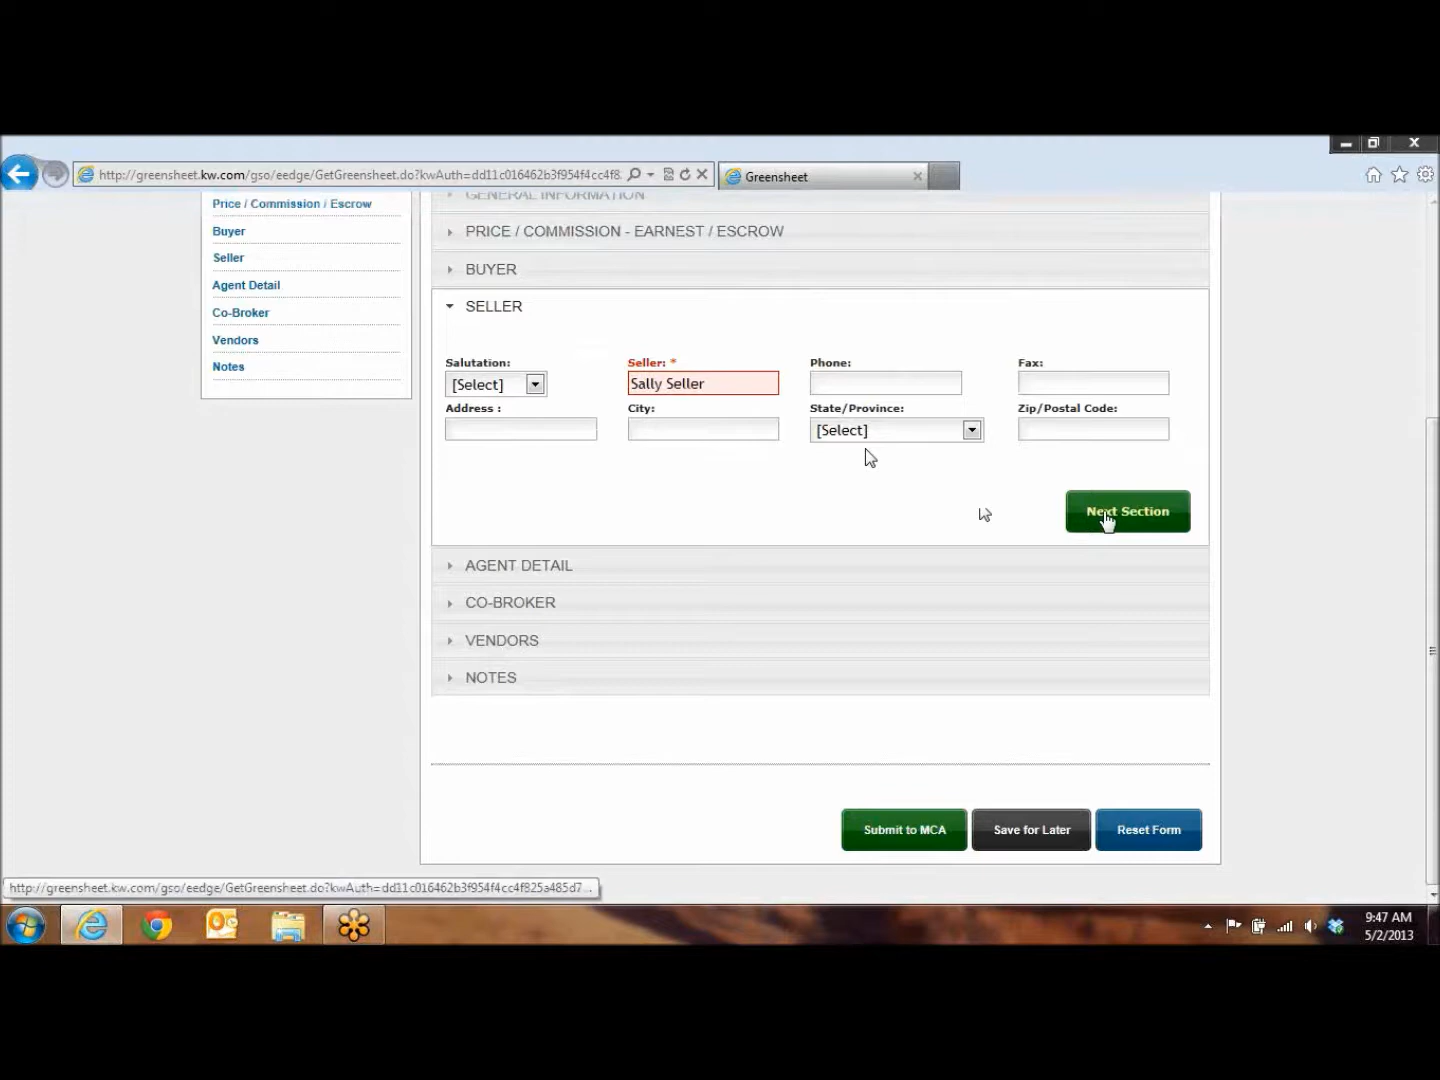 http://greensheet.kw.com/gso/eedge/GetGreensheet.do?kwAuth=dd11c016462b3f954f4cc4f8
Greensheet
Price / Commission / Escrow
Buyer
Seller
Agent Detail
Co-Broker
Vendors
Notes
GENERAL INFORMATION
PRICE / COMMISSION - EARNEST / ESCROW
BUYER
SELLER
Salutation: Seller: * Phone: Fax:
[Select] Sally Seller
Address : City: State/Province: Zip/Postal Code:
[Select]
Next Section
AGENT DETAIL
CO-BROKER
VENDORS
NOTES
Submit to MCA Save for Later Reset Form
http://greensheet.kw.com/gso/eedge/GetGreensheet.do?kwAuth=dd11c016462b3f954f4cc4f825a485d7...
9:47 AM
5/2/2013